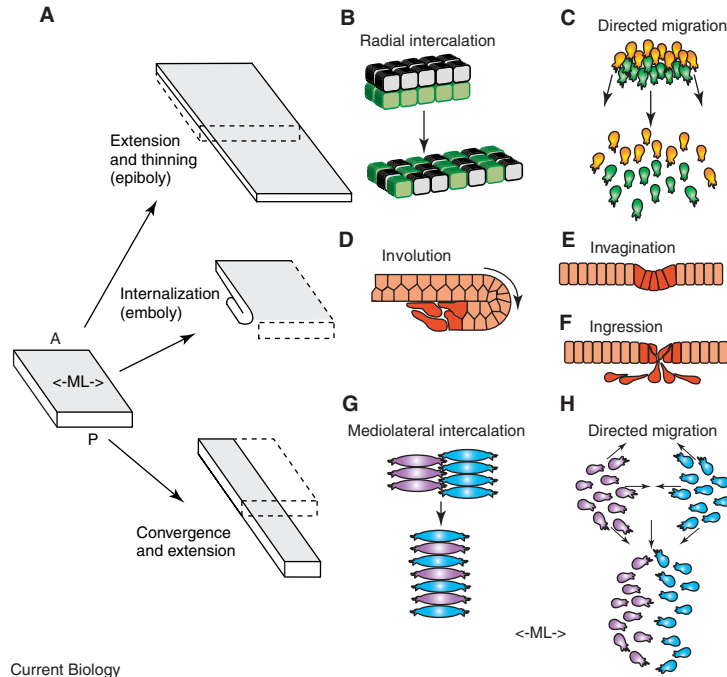 A
B
Radial intercalation
C
Directed migration
Extension
and thinning
(epiboly)
D
Involution
E
Invagination
Internalization
(emboly)
F
Ingression
A
<-ML->
P
G
Mediolateral intercalation
H
Directed migration
Convergence
and extension
<-ML->
Current Biology